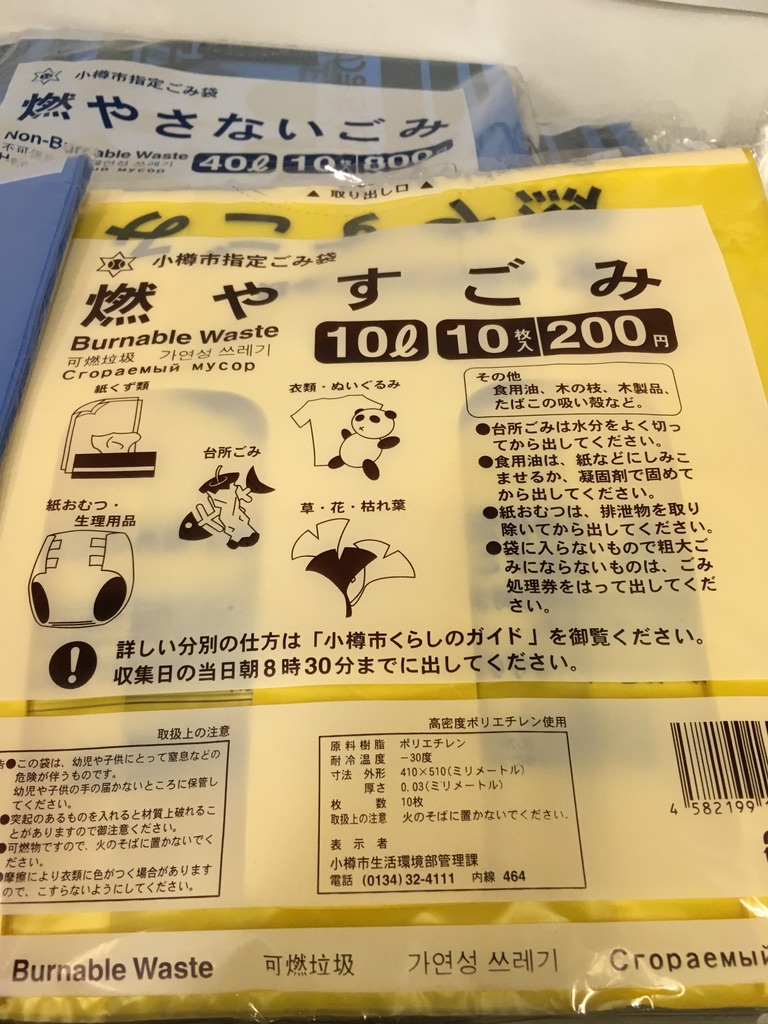 小樽市指定ごみ袋
燃やさないごみ
Non-Burnable Waste
40ℓ 10枚 800
연성 쓰레기
мусор
▲ 取り出し口 ▲
燃やすごみ
小樽市指定ごみ袋
燃やすごみ
Burnable Waste
可燃垃圾 가연성 쓰레기
Сгораемый мусор
10ℓ 10枚入 200円
紙くず類
衣類・ぬいぐるみ
台所ごみ
紙おむつ・
生理用品
草・花・枯れ葉
その他
食用油、木の枝、木製品、
たばこの吸い殻など。
●台所ごみは水分をよく切っ
てから出してください。
●食用油は、紙などにしみこ
ませるか、凝固剤で固めて
から出してください。
●紙おむつは、排泄物を取り
除いてから出してください。
●袋に入らないもので粗大ご
みにならないものは、ごみ
処理券をはって出してくだ
さい。
詳しい分別の仕方は「小樽市くらしのガイド」を御覧ください。
収集日の当日朝8時30分までに出してください。
取扱上の注意
告●この袋は、幼児や子供にとって窒息などの
危険が伴うものです。
幼児や子供の手の届かないところに保管し
てください。
●突起のあるものを入れると材質上破れるこ
とがありますので御注意ください。
●可燃物ですので、火のそばに置かないでく
ださい。
●摩擦により衣類に色がつく場合があります
ので、こすらないようにしてください。
高密度ポリエチレン使用
原料樹脂 ポリエチレン
耐冷温度 −30度
寸法 外形 410×510(ミリメートル)
厚さ 0.03(ミリメートル)
枚数 10枚
取扱上の注意 火のそばに置かないでください.
表示者
小樽市生活環境部管理課
電話 (0134)32-4111 内線 464
4 582199
Burnable Waste 可燃垃圾 가연성 쓰레기 Сгораемый